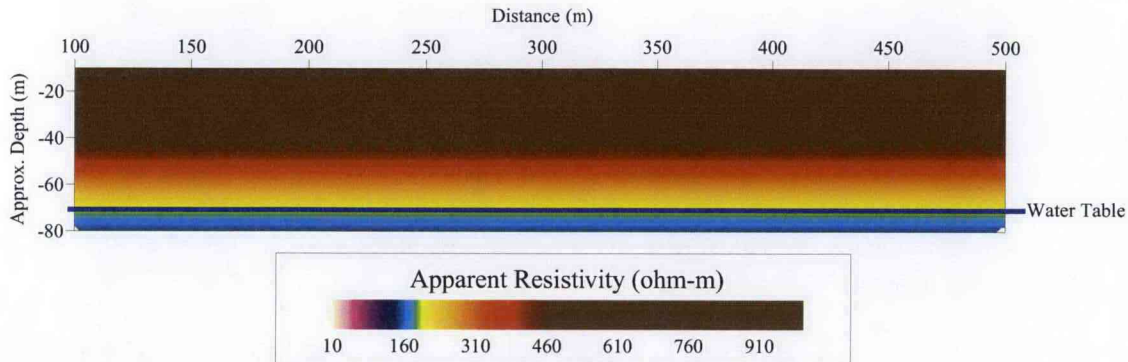 Distance (m)
100 150 200 250 300 350 400 450 500
Approx. Depth (m)
-20
-40
-60
-80
Water Table
Apparent Resistivity (ohm-m)
10 160 310 460 610 760 910